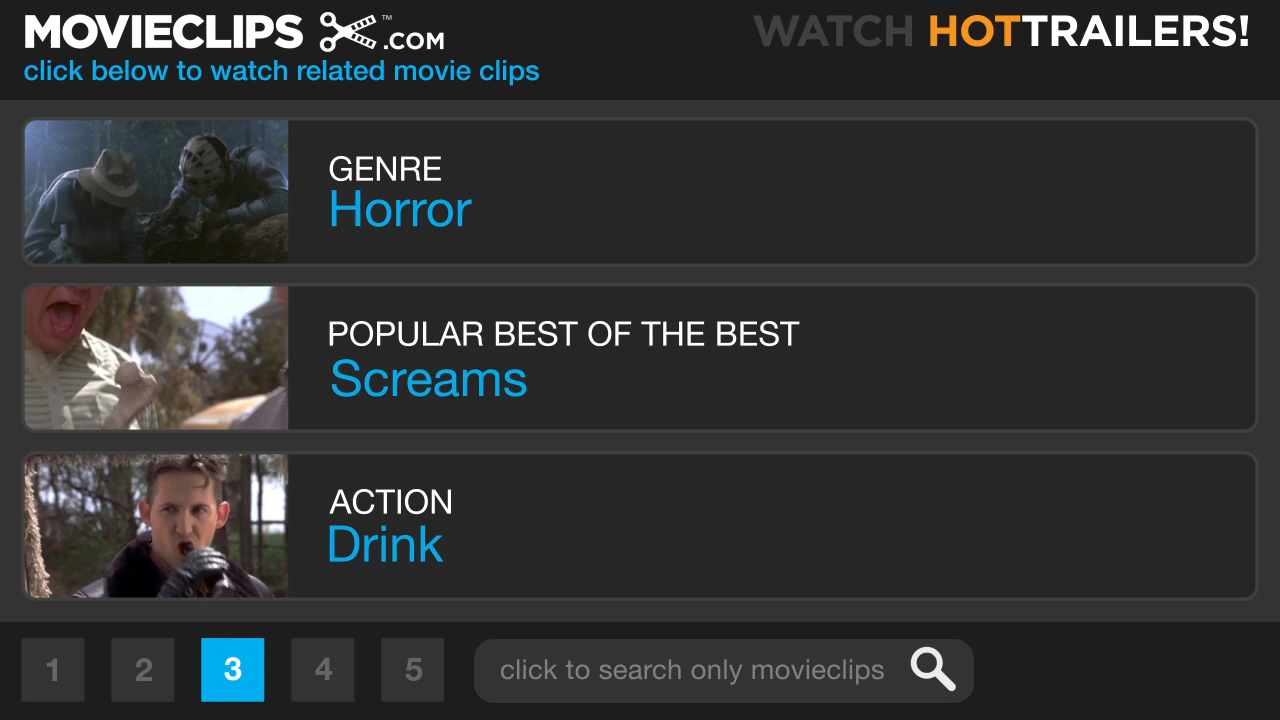 MOVIECLIPS ™ .COM
WATCH HOTTRAILERS!
click below to watch related movie clips
GENRE
Horror
POPULAR BEST OF THE BEST
Screams
ACTION
Drink
1 2 3 4 5 click to search only movieclips